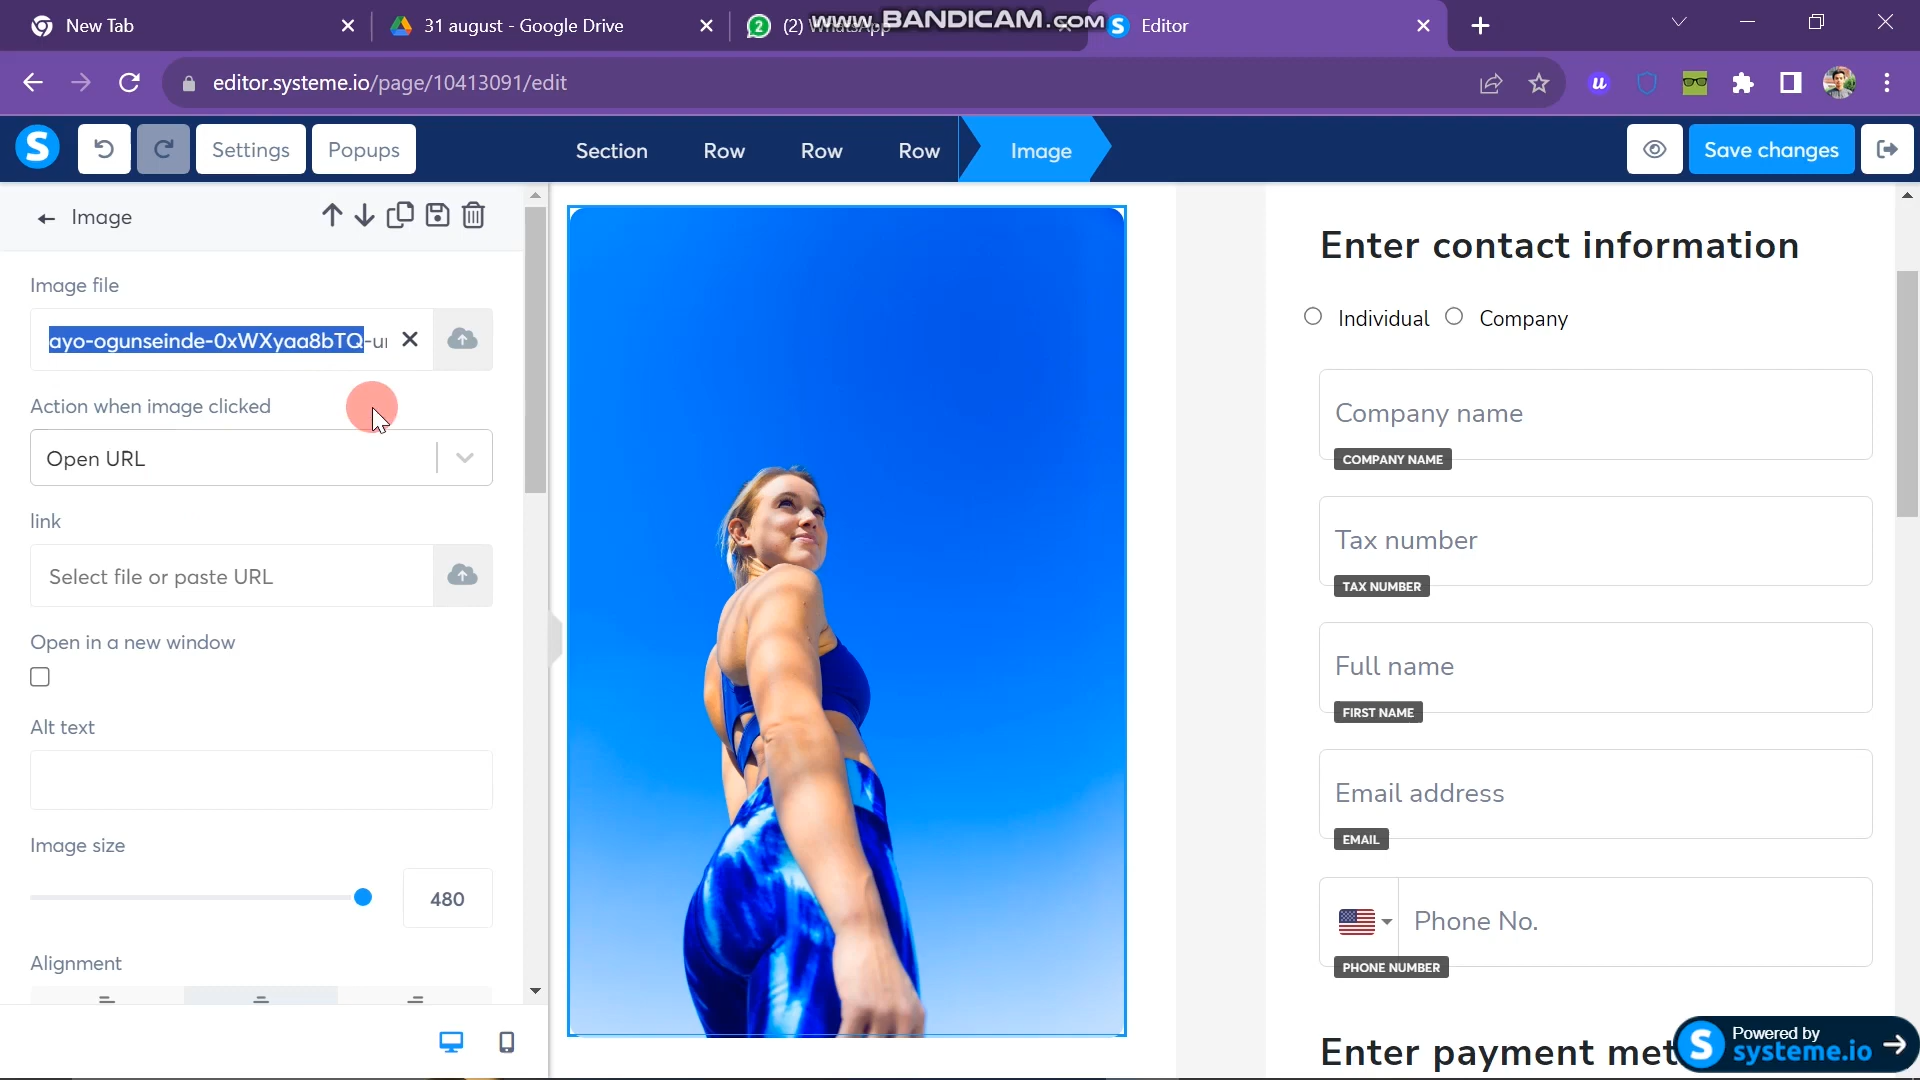 New Tab
31 august - Google Drive
(2) WhatsApp
www.BANDICAM.com
Editor
editor.systeme.io/page/10413091/edit
Settings
Popups
Section
Row
Row
Row
Image
Save changes
Image
Image file
ayo-ogunseinde-0xWXyaa8bTQ-u
Action when image clicked
Open URL
link
Select file or paste URL
Open in a new window
Alt text
Image size
480
Alignment
Enter contact information
Individual
Company
Company name
COMPANY NAME
Tax number
TAX NUMBER
Full name
FIRST NAME
Email address
EMAIL
Phone No.
PHONE NUMBER
Enter payment met
Powered by
systeme.io